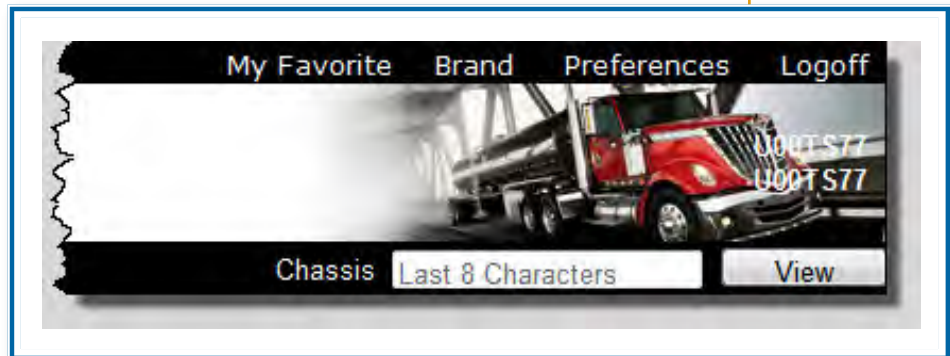 My Favorite Brand Preferences Logoff
U00TS77
U00TS77
Chassis Last 8 Characters View